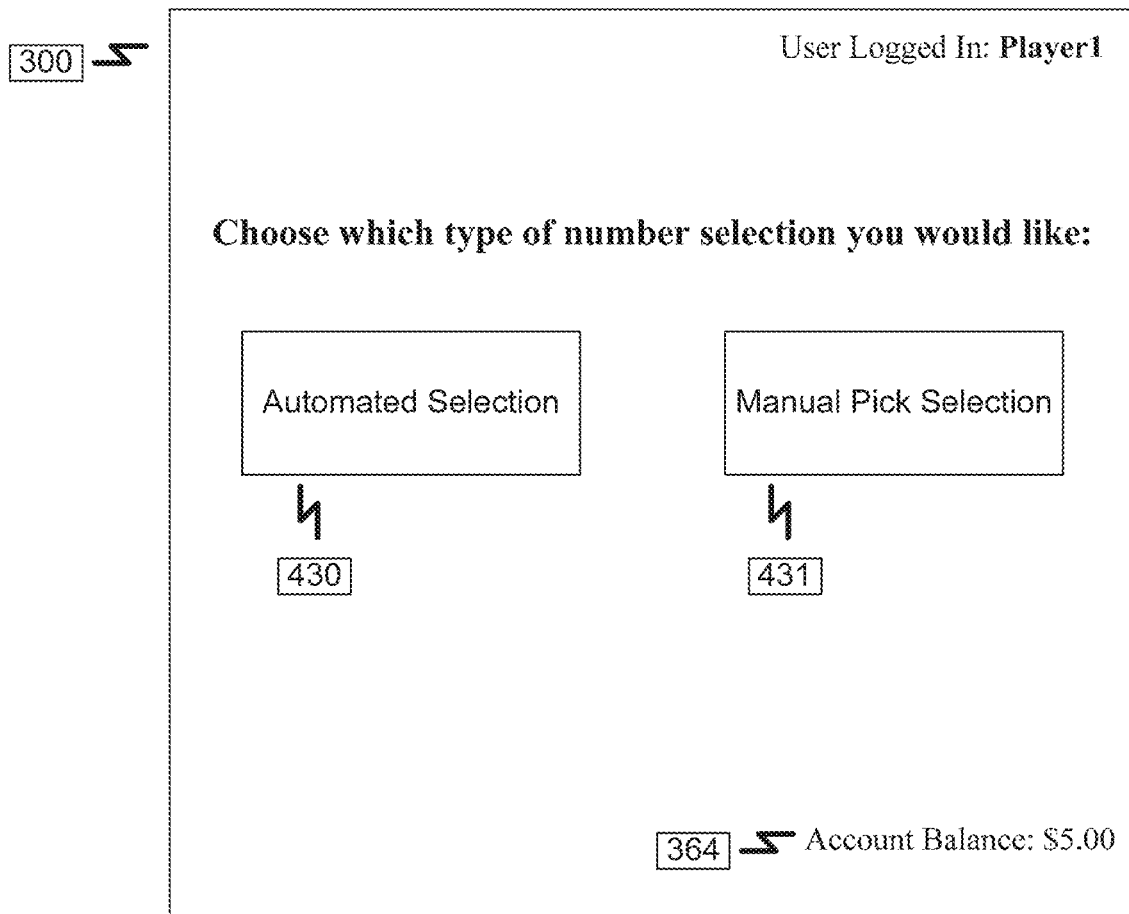 300
User Logged In: Player1
Choose which type of number selection you would like:
Automated Selection
Manual Pick Selection
430
431
364
Account Balance: $5.00